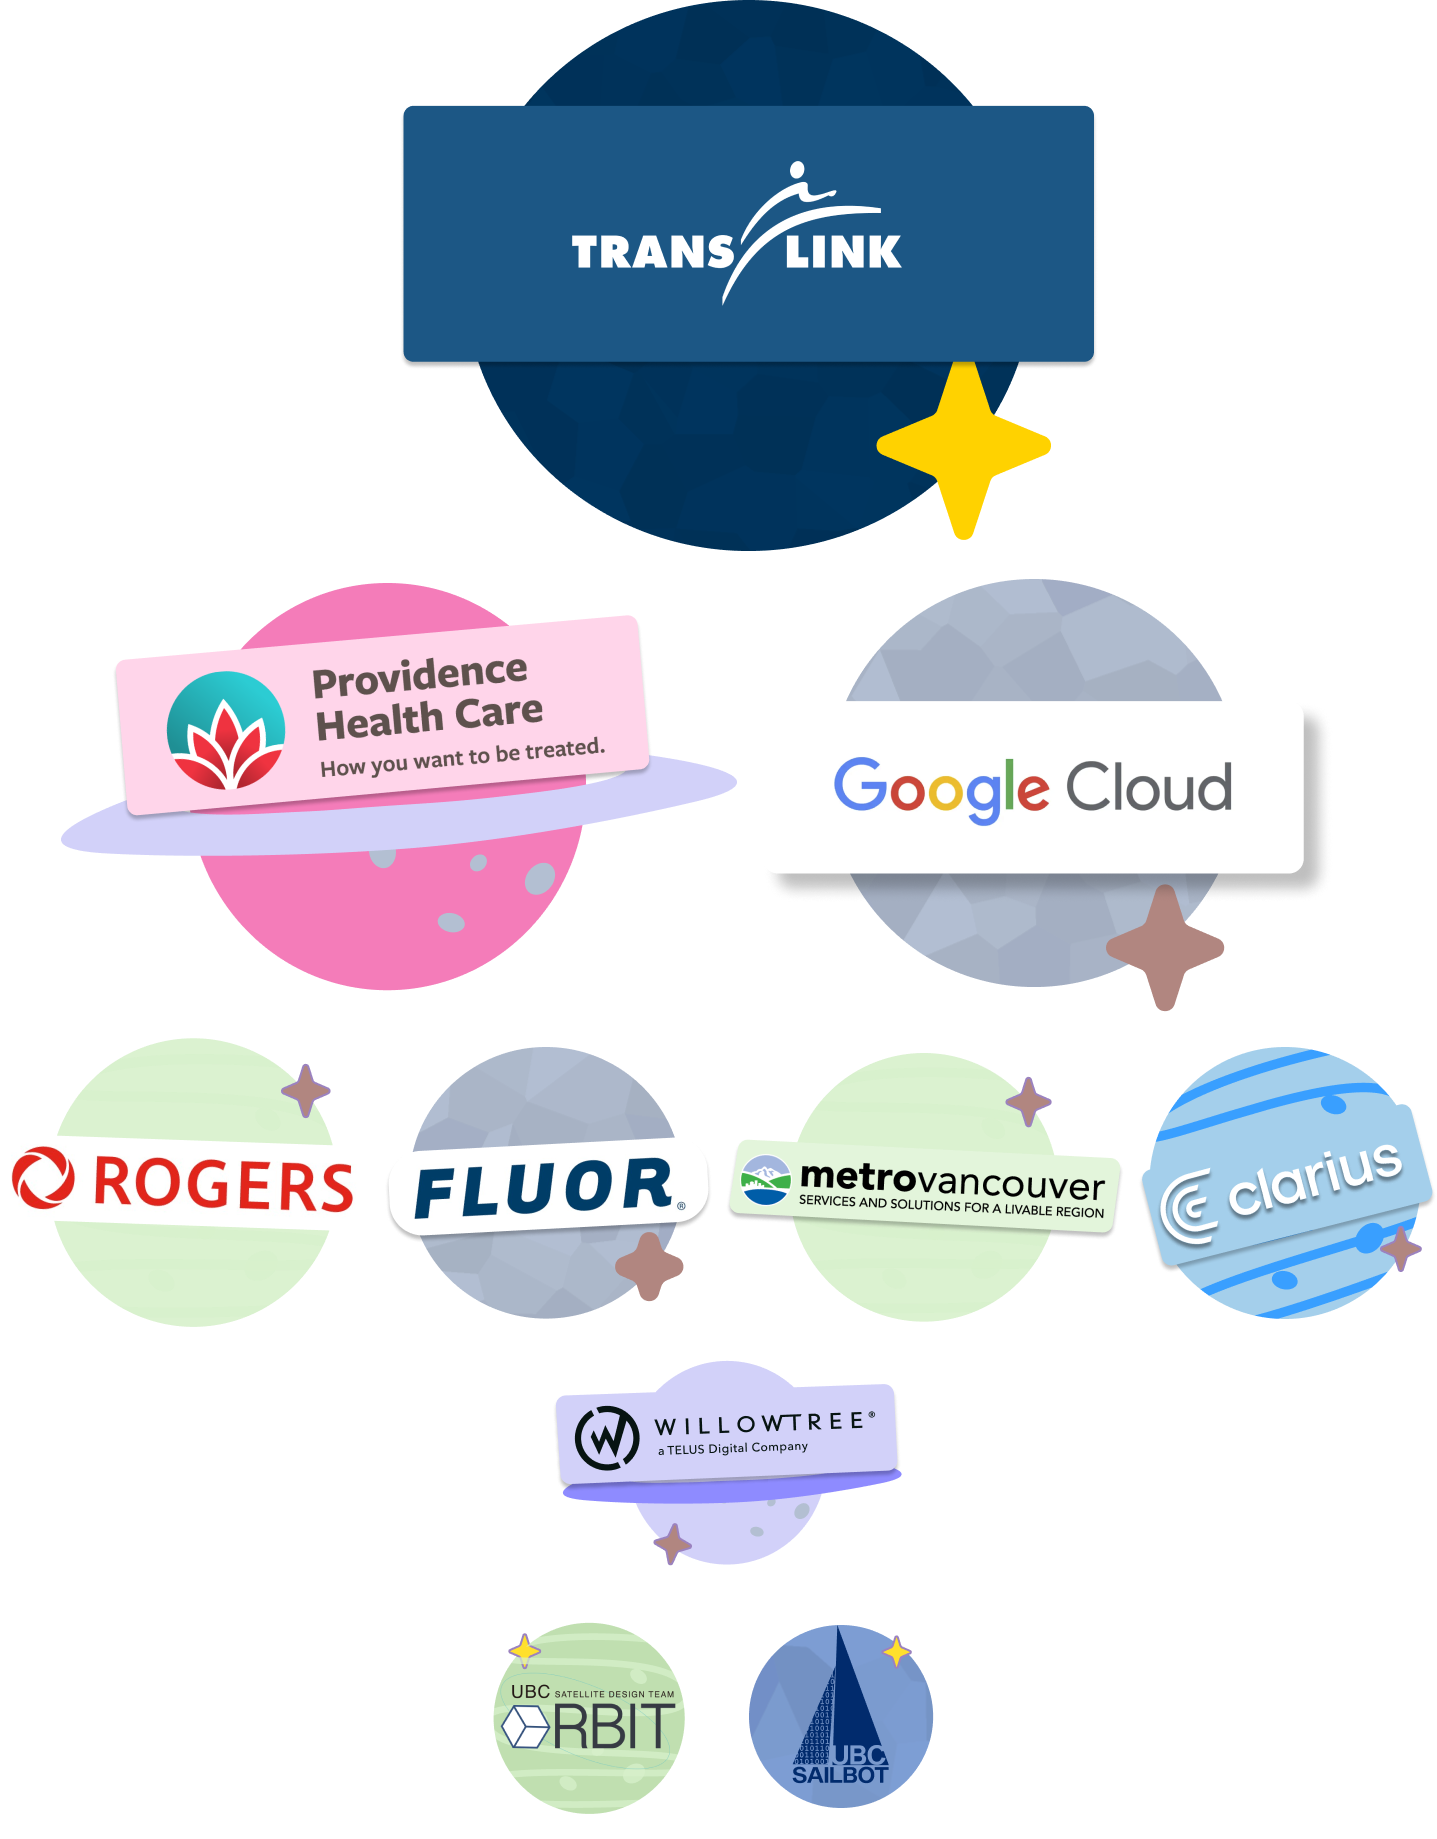 TRANS LINK
Providence
Health Care
How you want to be treated.
Google Cloud
ROGERS
FLUOR®
metrovancouver
SERVICES AND SOLUTIONS FOR A LIVABLE REGION
clarius
WILLOWTREE®
a TELUS Digital Company
UBC SATELLITE DESIGN TEAM
ORBIT
UBC
SAILBOT